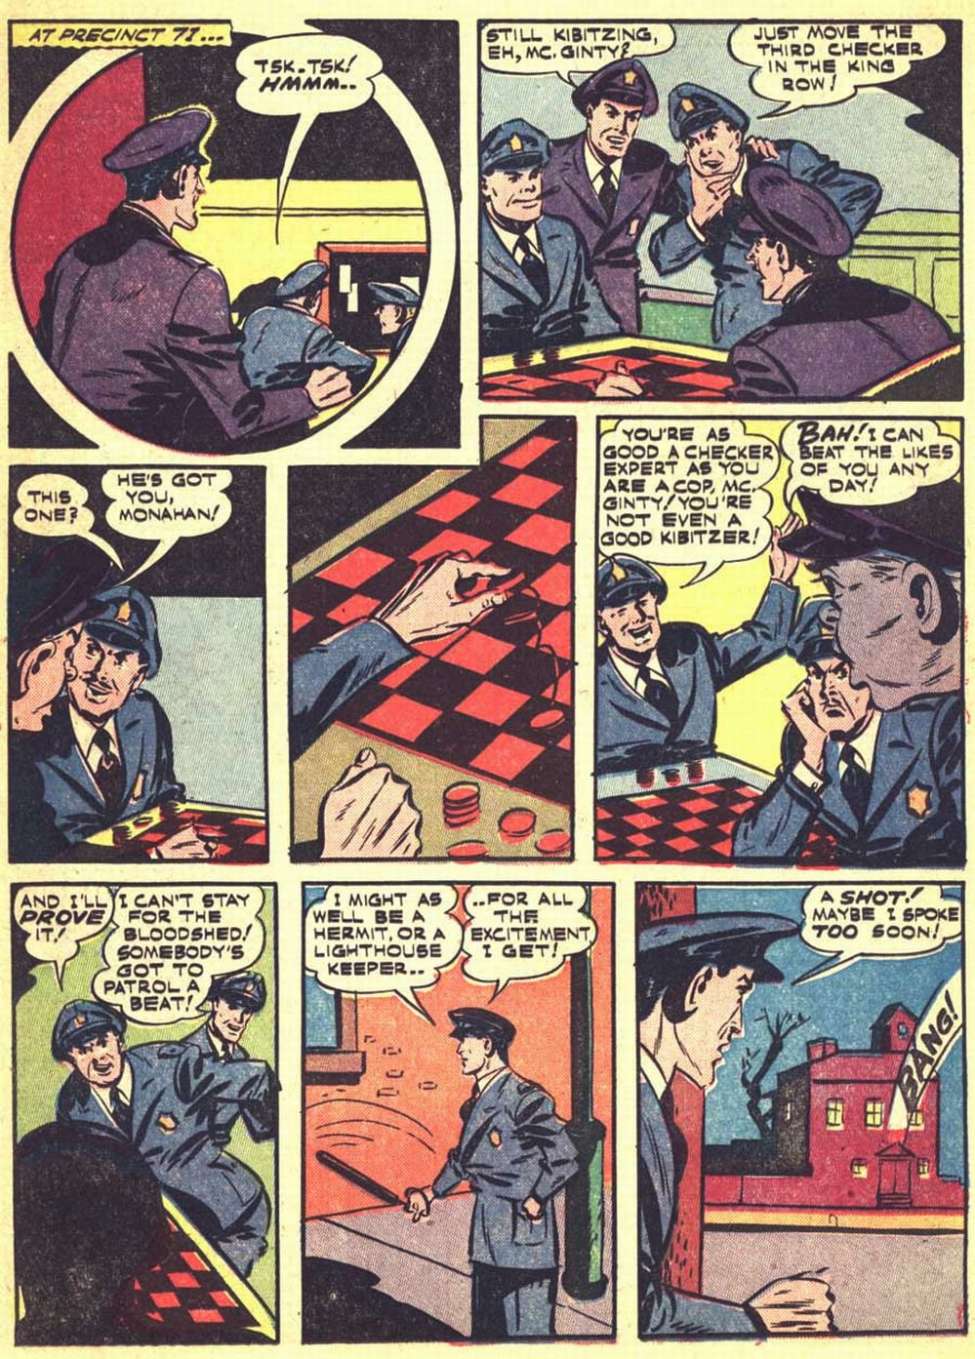 AT PRECINCT 71...
TSK-TSK!
HMMM..
STILL KIBITZING,
EH, MC. GINTY?
JUST MOVE THE
THIRD CHECKER
IN THE KING
ROW!
THIS
ONE?
HE'S GOT
YOU,
MONAHAN!
YOU'RE AS
GOOD A CHECKER
EXPERT AS YOU
ARE A COP, MC.
GINTY! YOU'RE
NOT EVEN A
GOOD KIBITZER!
BAH! I CAN
BEAT THE LIKES
OF YOU ANY
DAY!
AND I'LL
PROVE
IT!
I CAN'T STAY
FOR THE
BLOODSHED!
SOMEBODY'S
GOT TO
PATROL A
BEAT!
I MIGHT AS
WELL BE A
HERMIT, OR A
LIGHTHOUSE
KEEPER..
..FOR ALL
THE
EXCITEMENT
I GET!
A SHOT!
MAYBE I SPOKE
TOO SOON!
BANG!